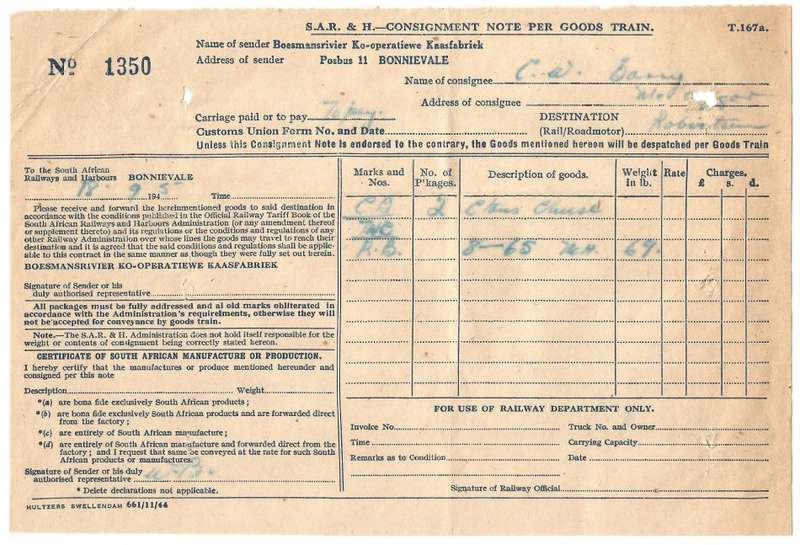 S.A.R. & H.—CONSIGNMENT NOTE PER GOODS TRAIN.
T.167a.
No 1350
Name of sender Boesmansrivier Ko-operatiewe Kaasfabriek
Address of sender Posbus 11 BONNIEVALE
Name of consignee C. W.
Address of consignee
Carriage paid or to pay To Pay.
DESTINATION
Customs Union Form No. and Date
(Rail/Roadmotor) Robertson
Unless this Consignment Note is endorsed to the contrary, the Goods mentioned hereon will be despatched per Goods Train
To the South African
Railways and Harbours BONNIEVALE
18. 9 194 5 Time
Please receive and forward the hereinmentioned goods to said destination in
accordance with the conditions published in the Official Railway Tariff Book of the
South African Railways and Harbours Administration (or any amendment thereof
or supplement thereto) and its regulations or the conditions and regulations of any
other Railway Administration over whose lines the goods may travel to reach their
destination and it is agreed that the said conditions and regulations shall be applic-
able to this contract in the same manner as though they were fully set out herein.
BOESMANSRIVIER KO-OPERATIEWE KAASFABRIEK
Signature of Sender or his
duly authorised representative
All packages must be fully addressed and al old marks obliterated in
accordance with the Administration's requirelments, otherwise they will
not be accepted for conveyance by goods train.
Note.—The S.A.R. & H. Administration does not hold itself responsible for the
weight or contents of consignment being correctly stated hereon.
CERTIFICATE OF SOUTH AFRICAN MANUFACTURE OR PRODUCTION.
I hereby certify that the manufactures or produce mentioned hereunder and
consigned per this note
Description Weight
*(a) are bona fide exclusively South African products;
*(b) are bona fide exclusively South African products and are forwarded direct
from the factory;
*(c) are entirely of South African manufacture;
*(d) are entirely of South African manufacture and forwarded direct from the
factory; and I request that same be conveyed at the rate for such South
African products or manufactures.
Signature of Sender or his duly
authorised representative
* Delete declarations not applicable.
HULTZERS SWELLENDAM 661/11/44
Marks and Nos.
No. of P'kages.
Description of goods.
Weight In lb.
Rate
Charges.
£ s. d.
2
8—65 67.
FOR USE OF RAILWAY DEPARTMENT ONLY.
Invoice No. Truck No. and Owner
Time Carrying Capacity
Remarks as to Condition Date
Signature of Railway Official